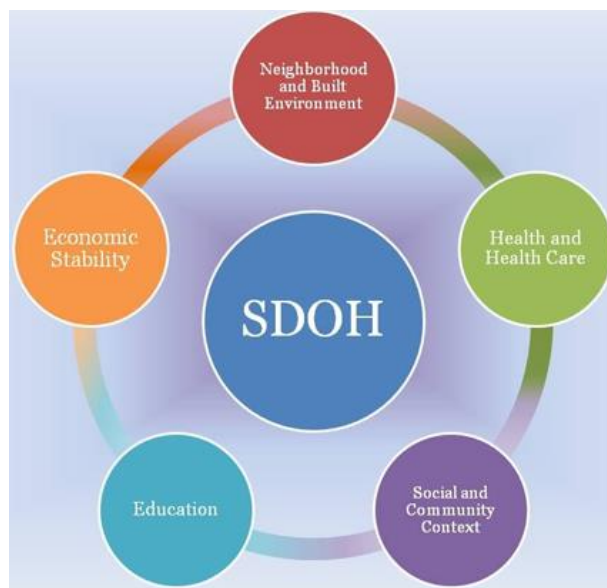 Neighborhood
and Built
Environment
Economic
Stability
Health and
Health Care
SDOH
Education
Social and
Community
Context